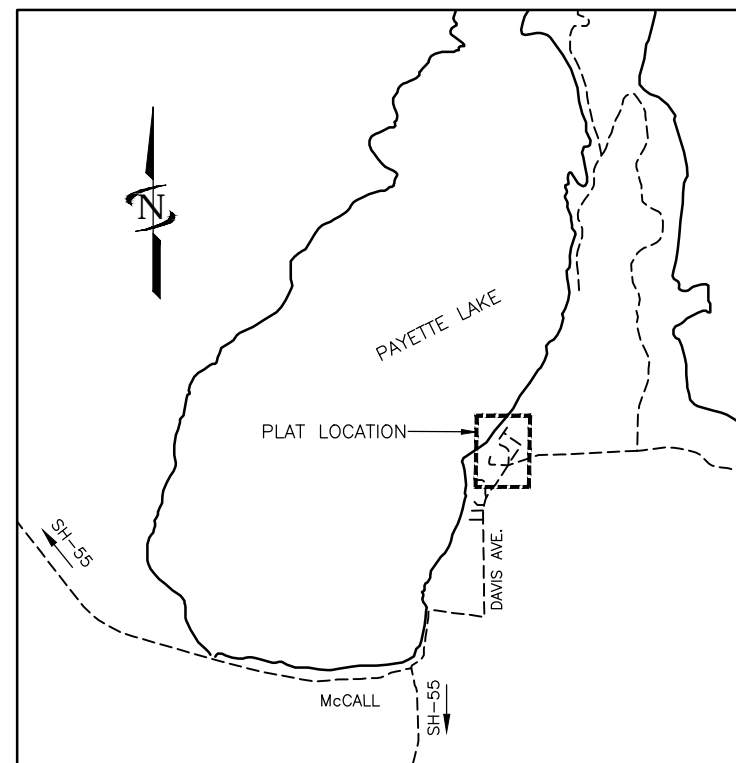 N
PAYETTE LAKE
PLAT LOCATION
SH-55
DAVIS AVE.
McCALL
SH-55